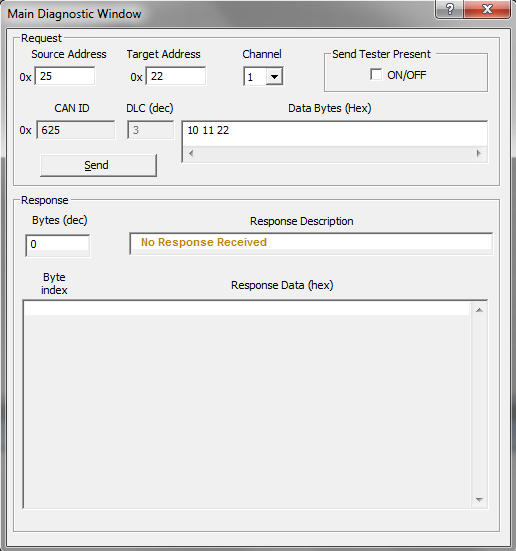 Main Diagnostic Window
?
Request
Source Address Target Address Channel Send Tester Present
0x 25 0x 22 1 ON/OFF
CAN ID DLC (dec) Data Bytes (Hex)
0x 625 3 10 11 22
Send
Response
Bytes (dec) Response Description
0 No Response Received
Byte
index
Response Data (hex)